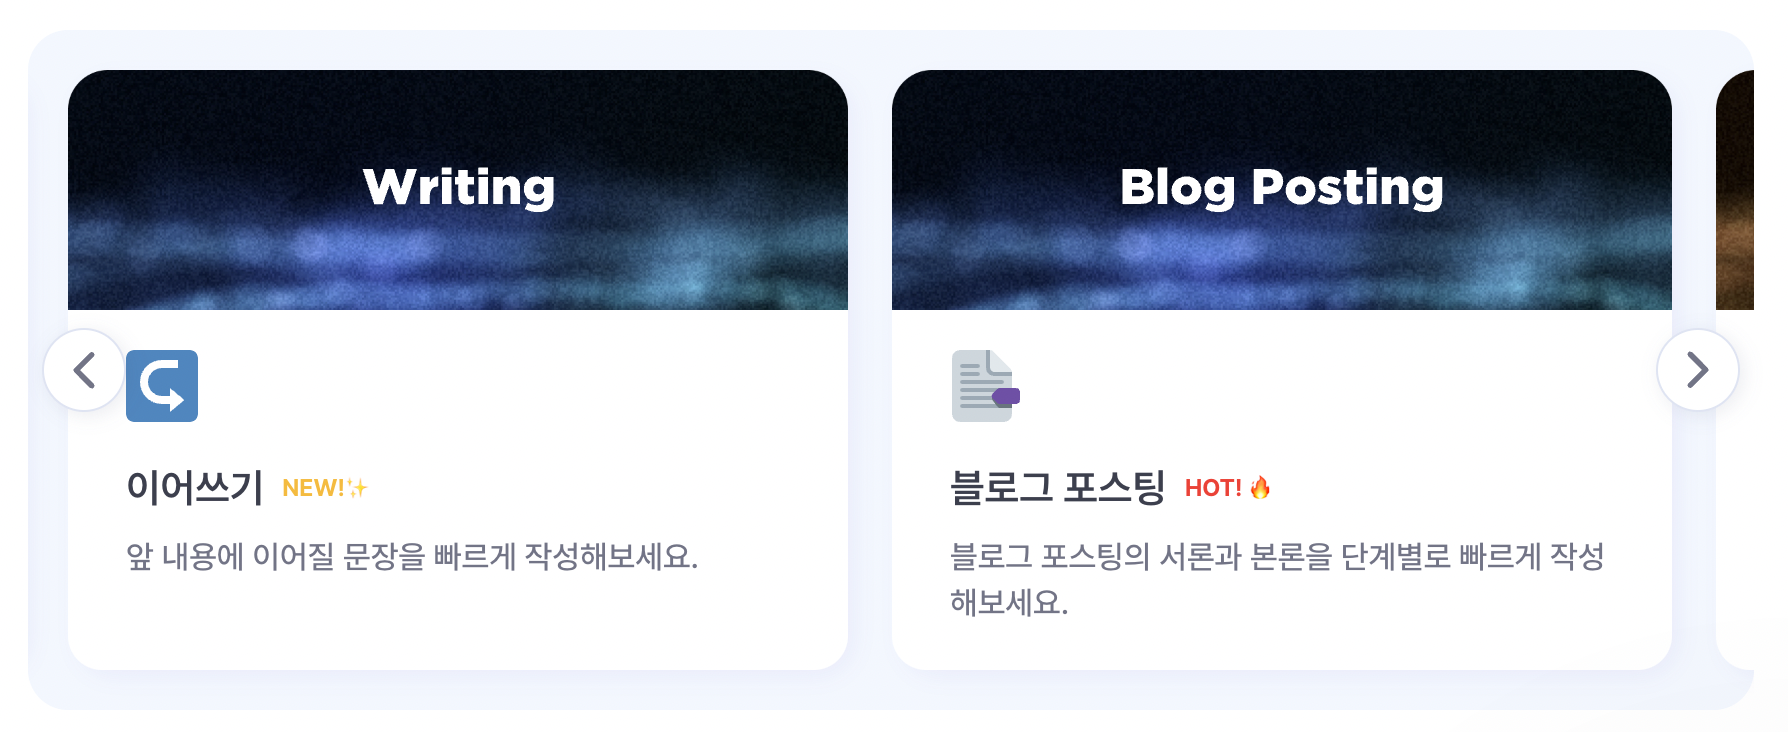 Writing
이어쓰기 NEW!✨
앞 내용에 이어질 문장을 빠르게 작성해보세요.
Blog Posting
블로그 포스팅 HOT! 🔥
블로그 포스팅의 서론과 본론을 단계별로 빠르게 작성
해보세요.